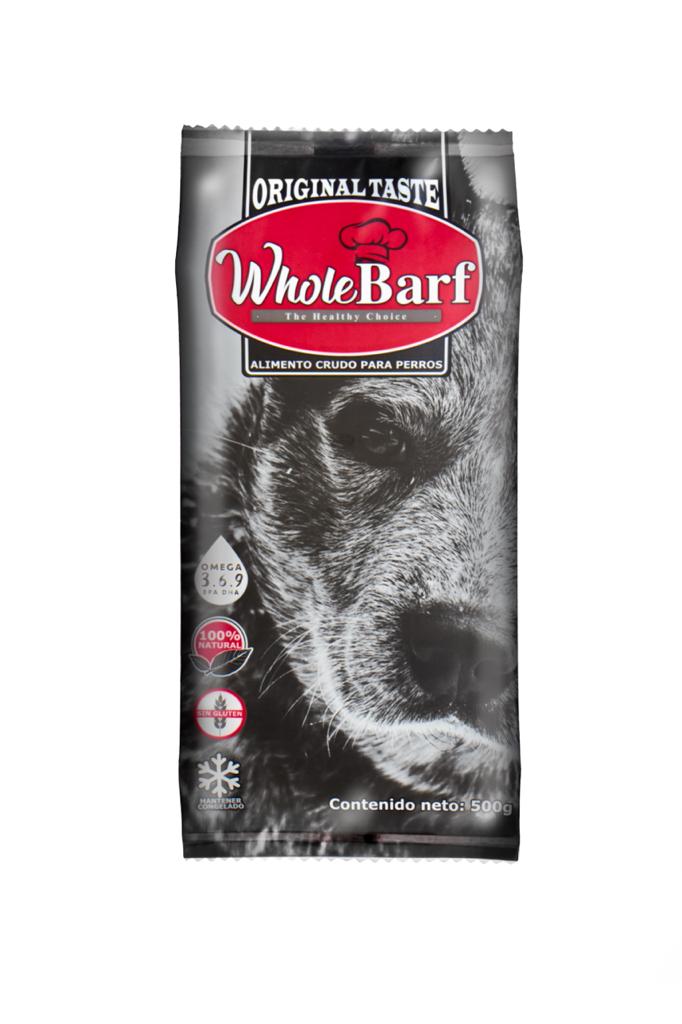 ORIGINAL TASTE
WholeBarf
The Healthy Choice
ALIMENTO CRUDO PARA PERROS
OMEGA
3.6.9
EPA DHA
100%
NATURAL
SIN GLUTEN
MANTENER
CONGELADO
Contenido neto: 500g